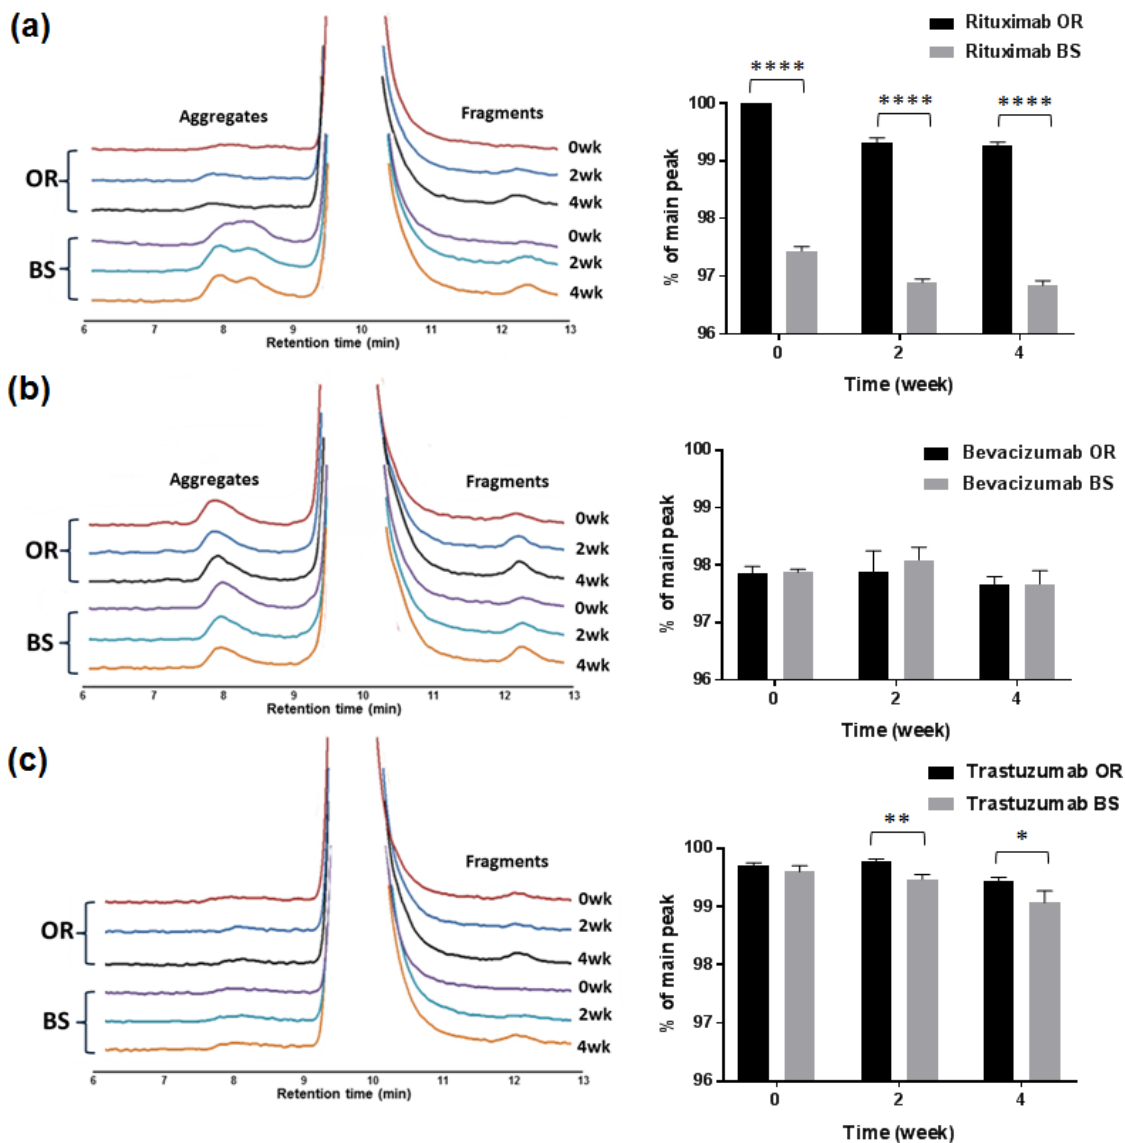 (a)
Aggregates
Fragments
OR
BS
0wk
2wk
4wk
0wk
2wk
4wk
6 7 8 9 10 11 12 13
Retention time (min)
Rituximab OR
Rituximab BS
**** **** ****
100
99
98
97
96
% of main peak
0 2 4
Time (week)
(b)
Aggregates
Fragments
OR
BS
0wk
2wk
4wk
0wk
2wk
4wk
6 7 8 9 10 11 12 13
Retention time (min)
Bevacizumab OR
Bevacizumab BS
100
99
98
97
96
% of main peak
0 2 4
Time (week)
(c)
Fragments
OR
BS
0wk
2wk
4wk
0wk
2wk
4wk
6 7 8 9 10 11 12 13
Retention time (min)
Trastuzumab OR
Trastuzumab BS
** *
100
99
98
97
96
% of main peak
0 2 4
Time (week)